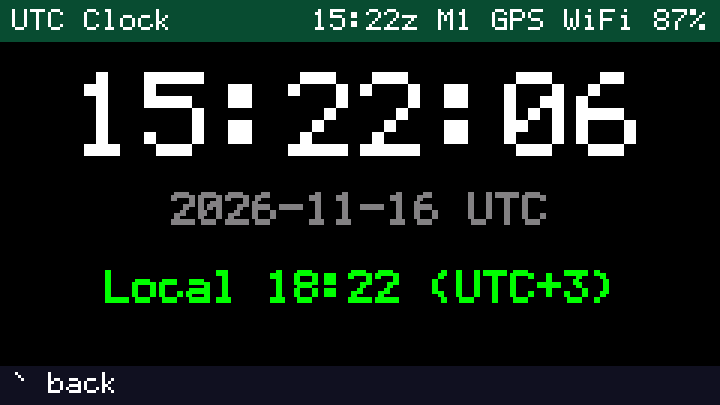 UTC Clock 15:22z M1 GPS WiFi 87%
15:22:06
2026-11-16 UTC
Local 18:22 (UTC+3)
` back